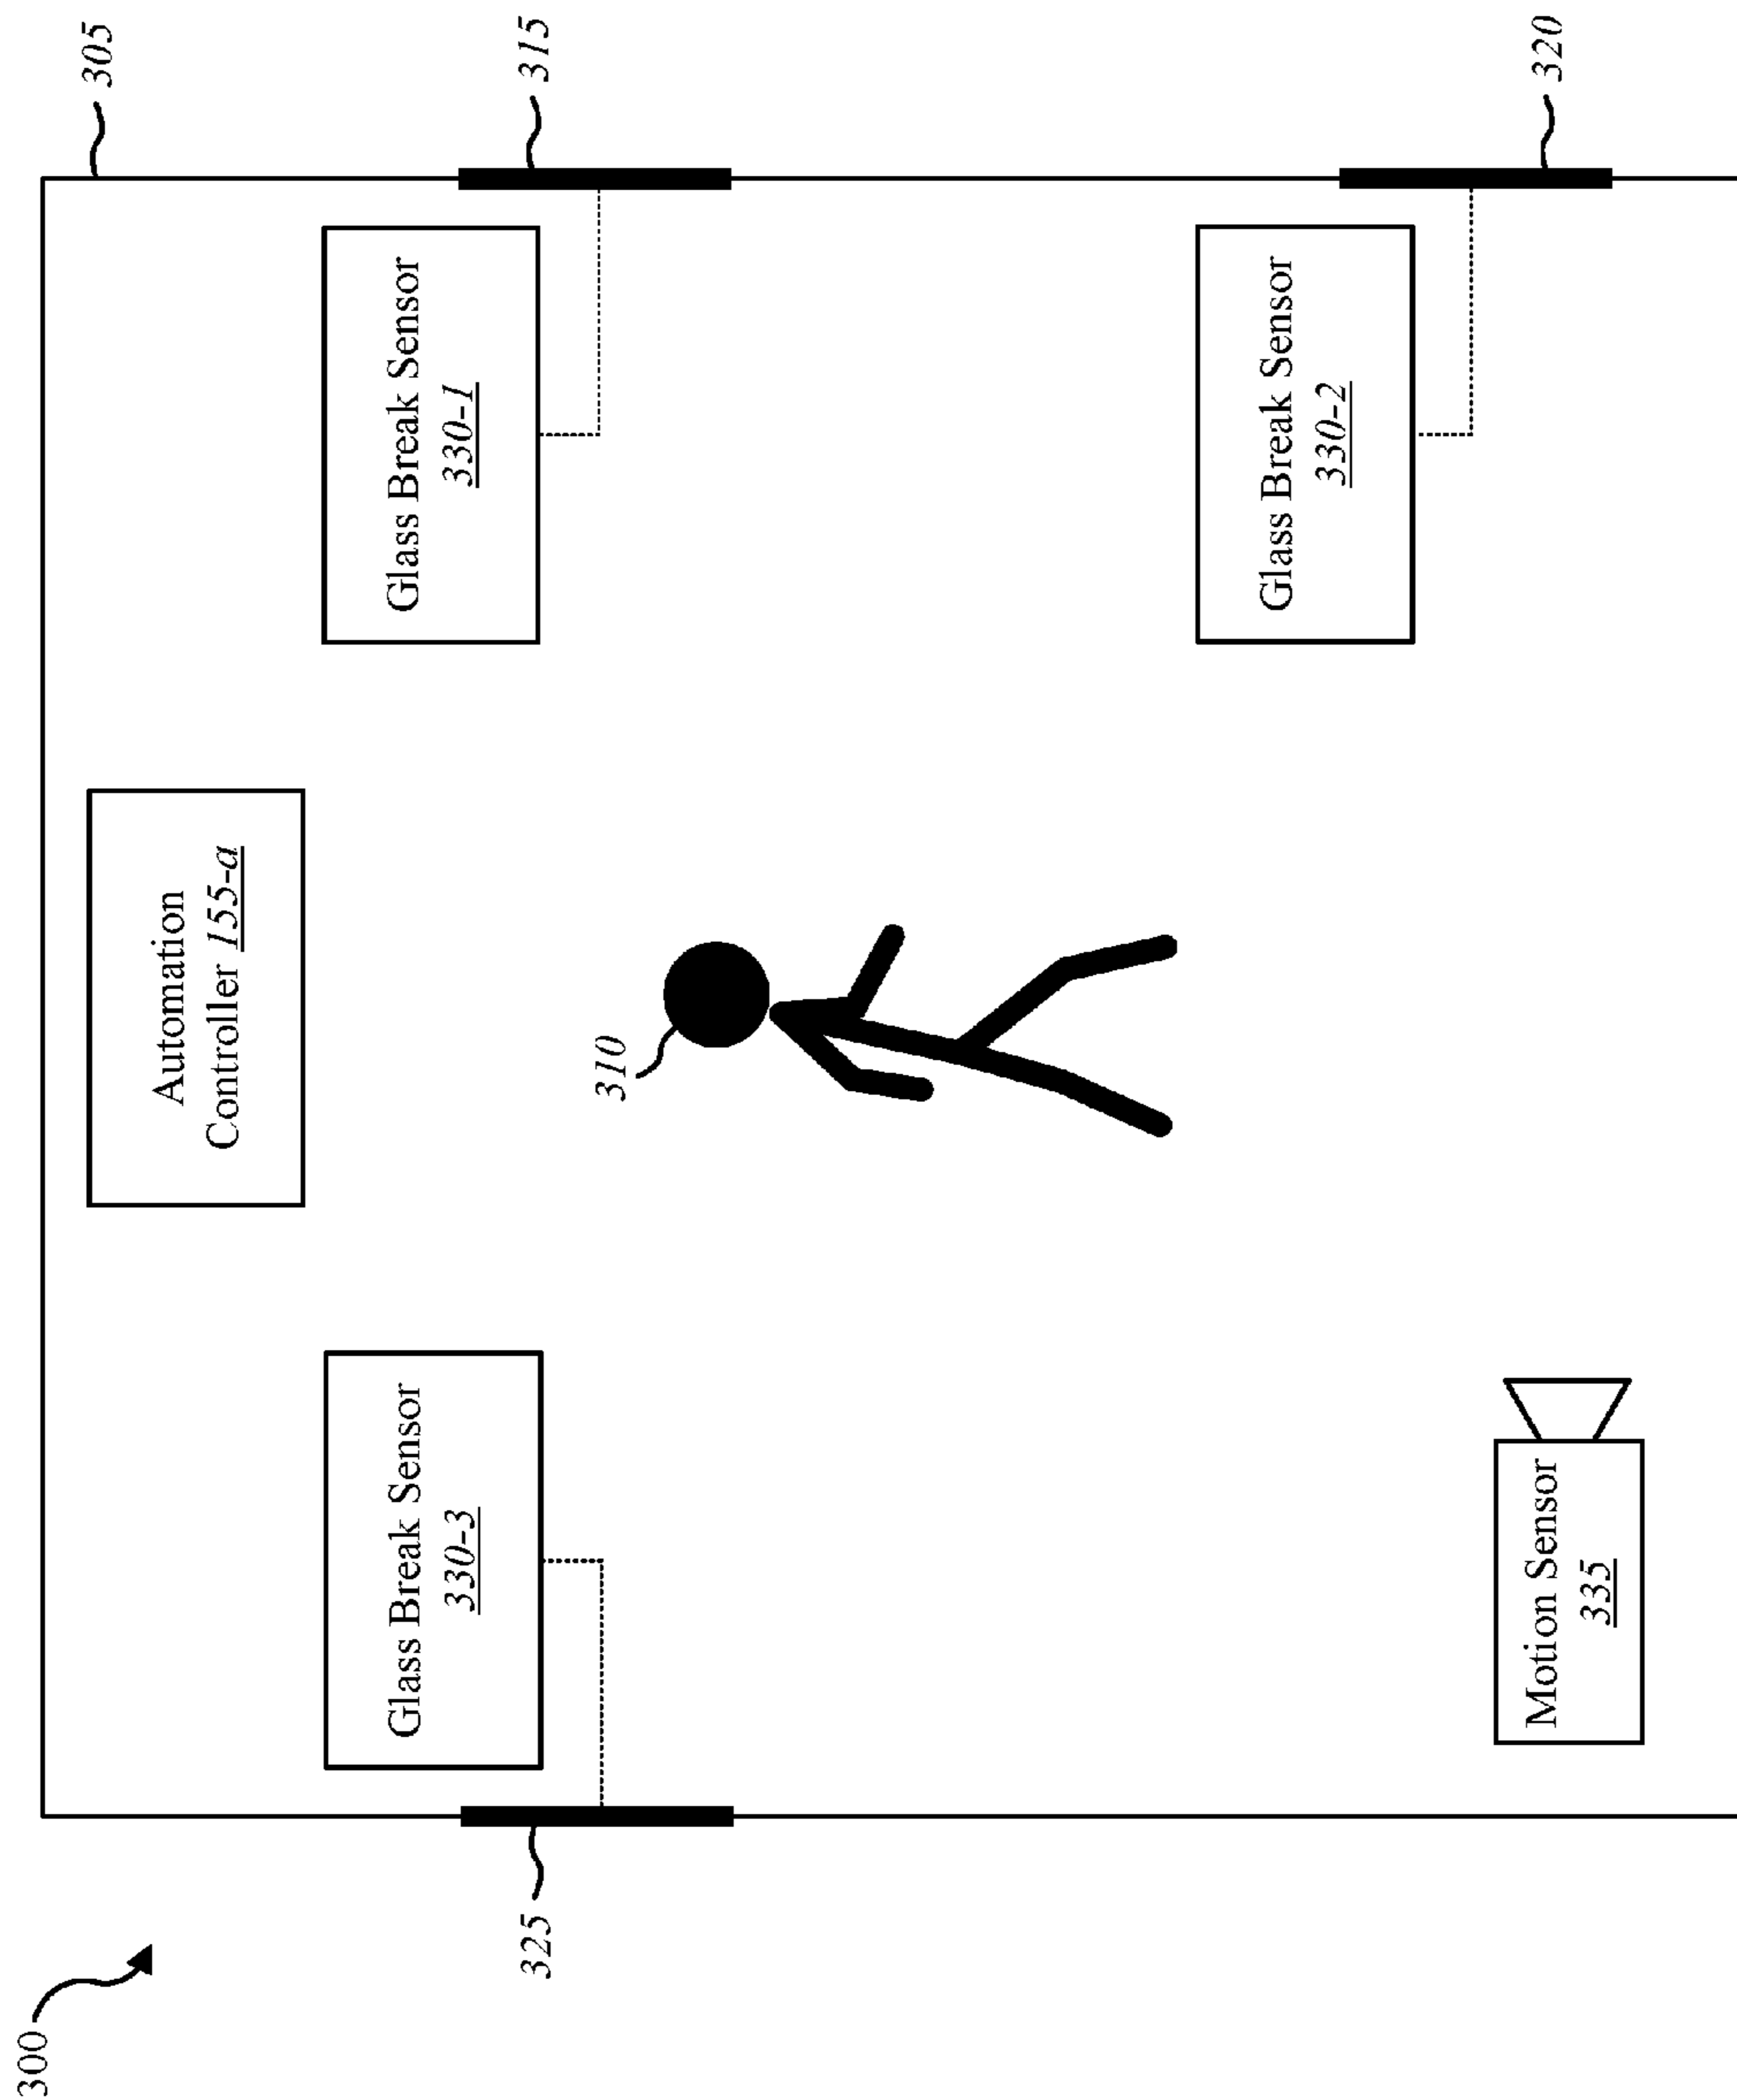 300
305
Automation
Controller 155-a
Glass Break Sensor
330-3
Glass Break Sensor
330-1
325
315
310
Glass Break Sensor
330-2
Motion Sensor
335
320